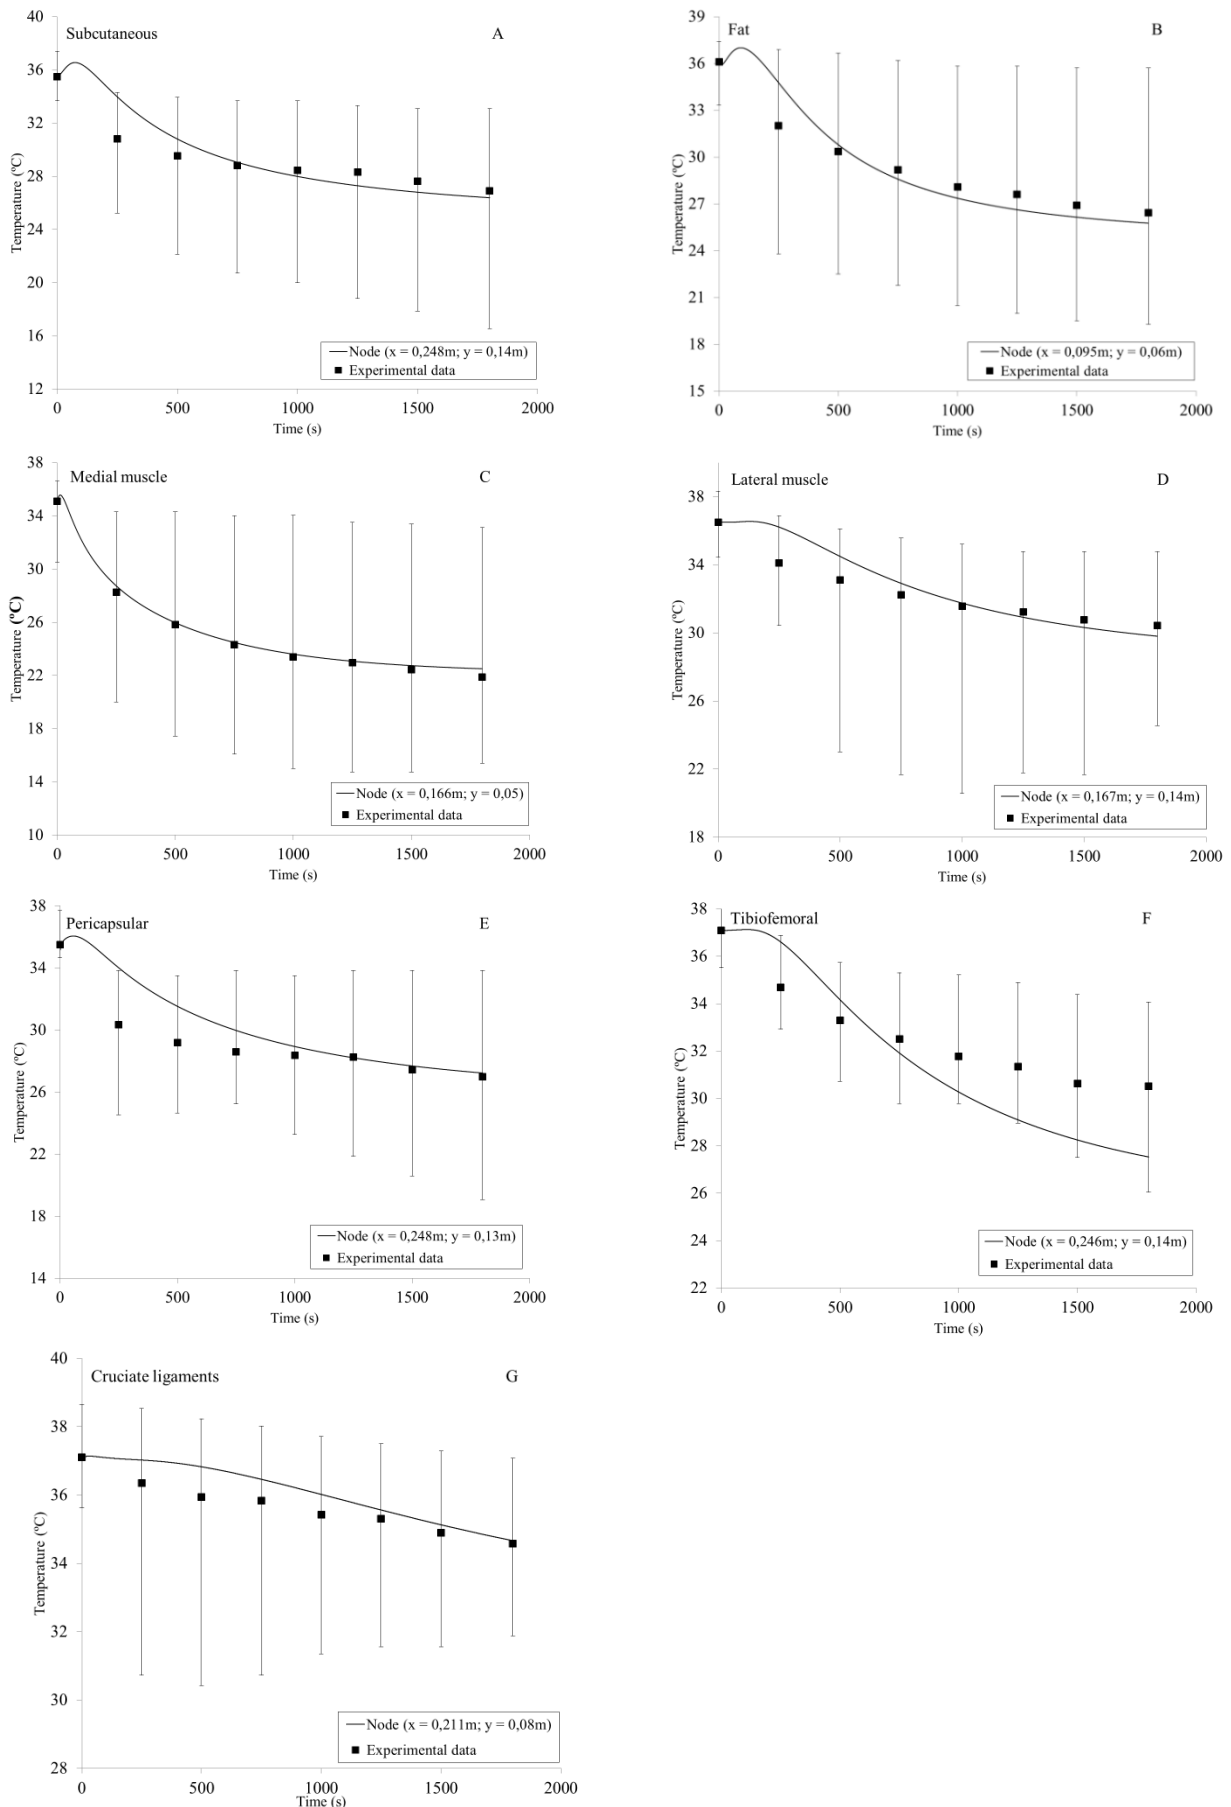 Subcutaneous A
Temperature (ºC)
40
36
32
28
24
20
16
12
0 500 1000 1500 2000
Time (s)
Node (x = 0,248m; y = 0,14m)
Experimental data
Fat B
Temperature (ºC)
39
36
33
30
27
24
21
18
15
0 500 1000 1500 2000
Time (s)
Node (x = 0,095m; y = 0,06m)
Experimental data
Medial muscle C
Temperature (ºC)
38
34
30
26
22
18
14
10
0 500 1000 1500 2000
Time (s)
Node (x = 0,166m; y = 0,05)
Experimental data
Lateral muscle D
Temperature (ºC)
38
34
30
26
22
18
0 500 1000 1500 2000
Time (s)
Node (x = 0,167m; y = 0,14m)
Experimental data
Pericapsular E
Temperature (ºC)
38
34
30
26
22
18
14
0 500 1000 1500 2000
Time (s)
Node (x = 0,248m; y = 0,13m)
Experimental data
Tibiofemoral F
Temperature (ºC)
38
36
34
32
30
28
26
24
22
0 500 1000 1500 2000
Time (s)
Node (x = 0,246m; y = 0,14m)
Experimental data
Cruciate ligaments G
Temperature (ºC)
40
38
36
34
32
30
28
0 500 1000 1500 2000
Time (s)
Node (x = 0,211m; y = 0,08m)
Experimental data